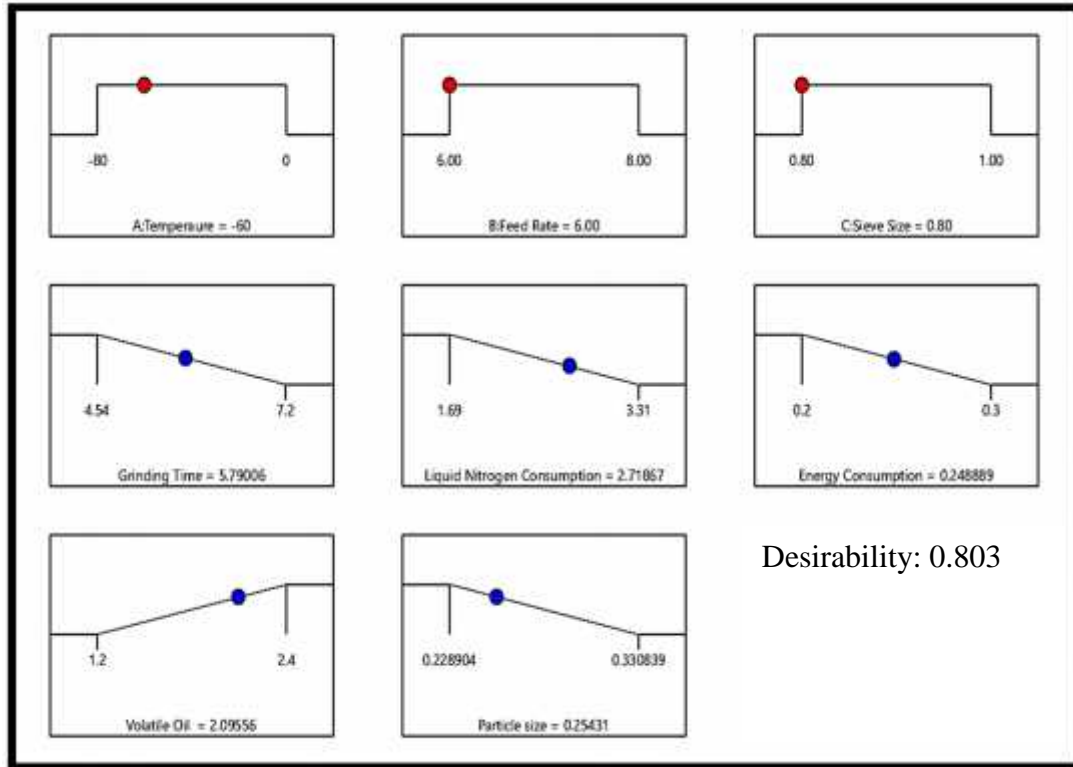 -80 0
A:Temperaure = -60
6.00 8.00
B:Feed Rate = 6.00
0.80 1.00
C:Sieve Size = 0.80
4.54 7.2
Grinding Time = 5.79006
1.69 3.31
Liquid Nitrogen Consumption = 2.71867
0.2 0.3
Energy Consumption = 0.248889
1.2 2.4
Volatile Oil = 2.09556
0.228904 0.330839
Particle size = 0.25431
Desirability: 0.803